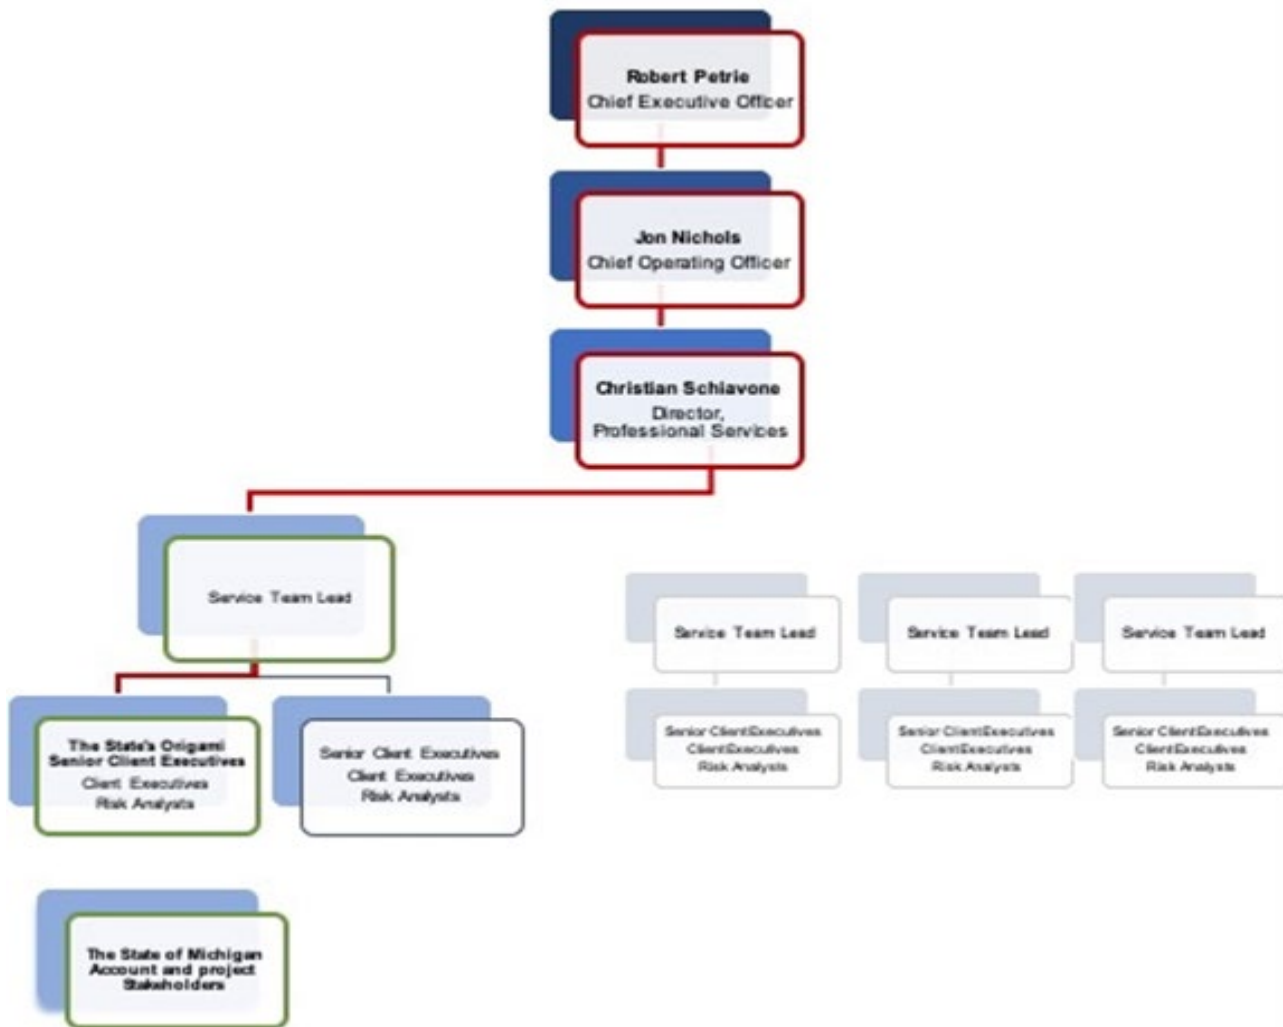 Robert Petrie
Chief Executive Officer
Jon Nichols
Chief Operating Officer
Christian Schiavone
Director,
Professional Services
Service Team Lead
Service Team Lead
Service Team Lead
Service Team Lead
The State's Origami
Senior Client Executives
Client Executives
Risk Analysts
Senior Client Executives
Client Executives
Risk Analysts
Senior Client Executives
Client Executives
Risk Analysts
Senior Client Executives
Client Executives
Risk Analysts
Senior Client Executives
Client Executives
Risk Analysts
The State of Michigan
Account and project
Stakeholders